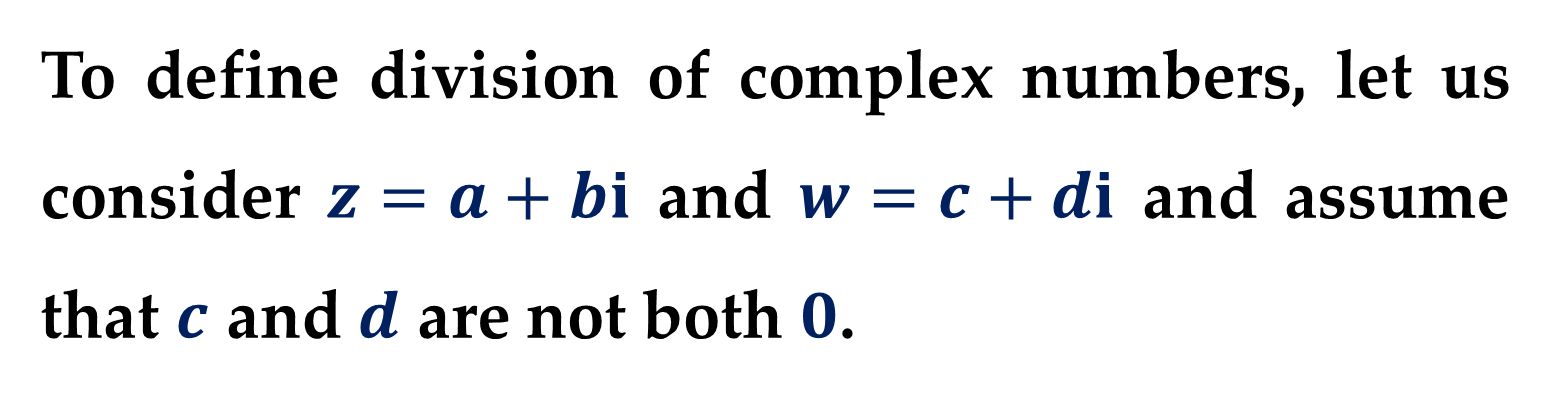 To define division of complex numbers, let us
consider z = a + bi and w = c + di and assume
that c and d are not both 0.